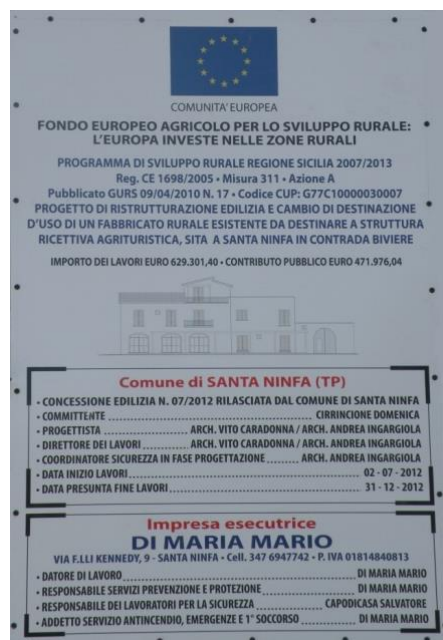 COMUNITA' EUROPEA
FONDO EUROPEO AGRICOLO PER LO SVILUPPO RURALE:
L'EUROPA INVESTE NELLE ZONE RURALI
PROGRAMMA DI SVILUPPO RURALE REGIONE SICILIA 2007/2013
Reg. CE 1698/2005 • Misura 311 • Azione A
Pubblicato GURS 09/04/2010 N. 17 • Codice CUP: G77C10000030007
PROGETTO DI RISTRUTTURAZIONE EDILIZIA E CAMBIO DI DESTINAZIONE
D'USO DI UN FABBRICATO RURALE ESISTENTE DA DESTINARE A STRUTTURA
RICETTIVA AGRITURISTICA, SITA A SANTA NINFA IN CONTRADA BIVIERE
IMPORTO DEI LAVORI EURO 629.301,40 • CONTRIBUTO PUBBLICO EURO 471.976,04
Comune di SANTA NINFA (TP)
• CONCESSIONE EDILIZIA N. 07/2012 RILASCIATA DAL COMUNE DI SANTA NINFA
• COMMITTENTE ........ CIRRINCIONE DOMENICA
• PROGETTISTA ........ ARCH. VITO CARADONNA / ARCH. ANDREA INGARGIOLA
• DIRETTORE DEI LAVORI ........ ARCH. VITO CARADONNA / ARCH. ANDREA INGARGIOLA
• COORDINATORE SICUREZZA IN FASE PROGETTAZIONE ........ ARCH. ANDREA INGARGIOLA
• DATA INIZIO LAVORI ........ 02 - 07 - 2012
• DATA PRESUNTA FINE LAVORI ........ 31 - 12 - 2012
Impresa esecutrice
DI MARIA MARIO
VIA F.LLI KENNEDY, 9 - SANTA NINFA • Cell. 347 6947742 • P. IVA 01814840813
• DATORE DI LAVORO ........ DI MARIA MARIO
• RESPONSABILE SERVIZI PREVENZIONE E PROTEZIONE ........ DI MARIA MARIO
• RESPONSABILE DEI LAVORATORI PER LA SICUREZZA ........ CAPODICASA SALVATORE
• ADDETTO SERVIZIO ANTINCENDIO, EMERGENZE E 1° SOCCORSO ........ DI MARIA MARIO